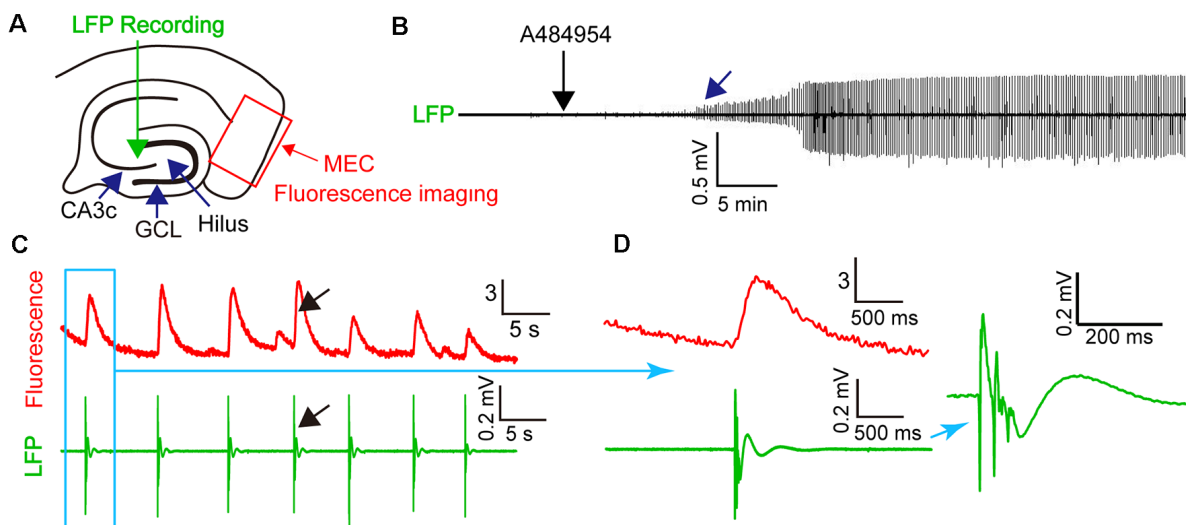 A
LFP Recording
MEC
Fluorescence imaging
CA3c
GCL
Hilus
B
A484954
LFP
0.5 mV
5 min
C
Fluorescence
3
5 s
LFP
0.2 mV
5 s
D
3
500 ms
0.2 mV
500 ms
0.2 mV
200 ms